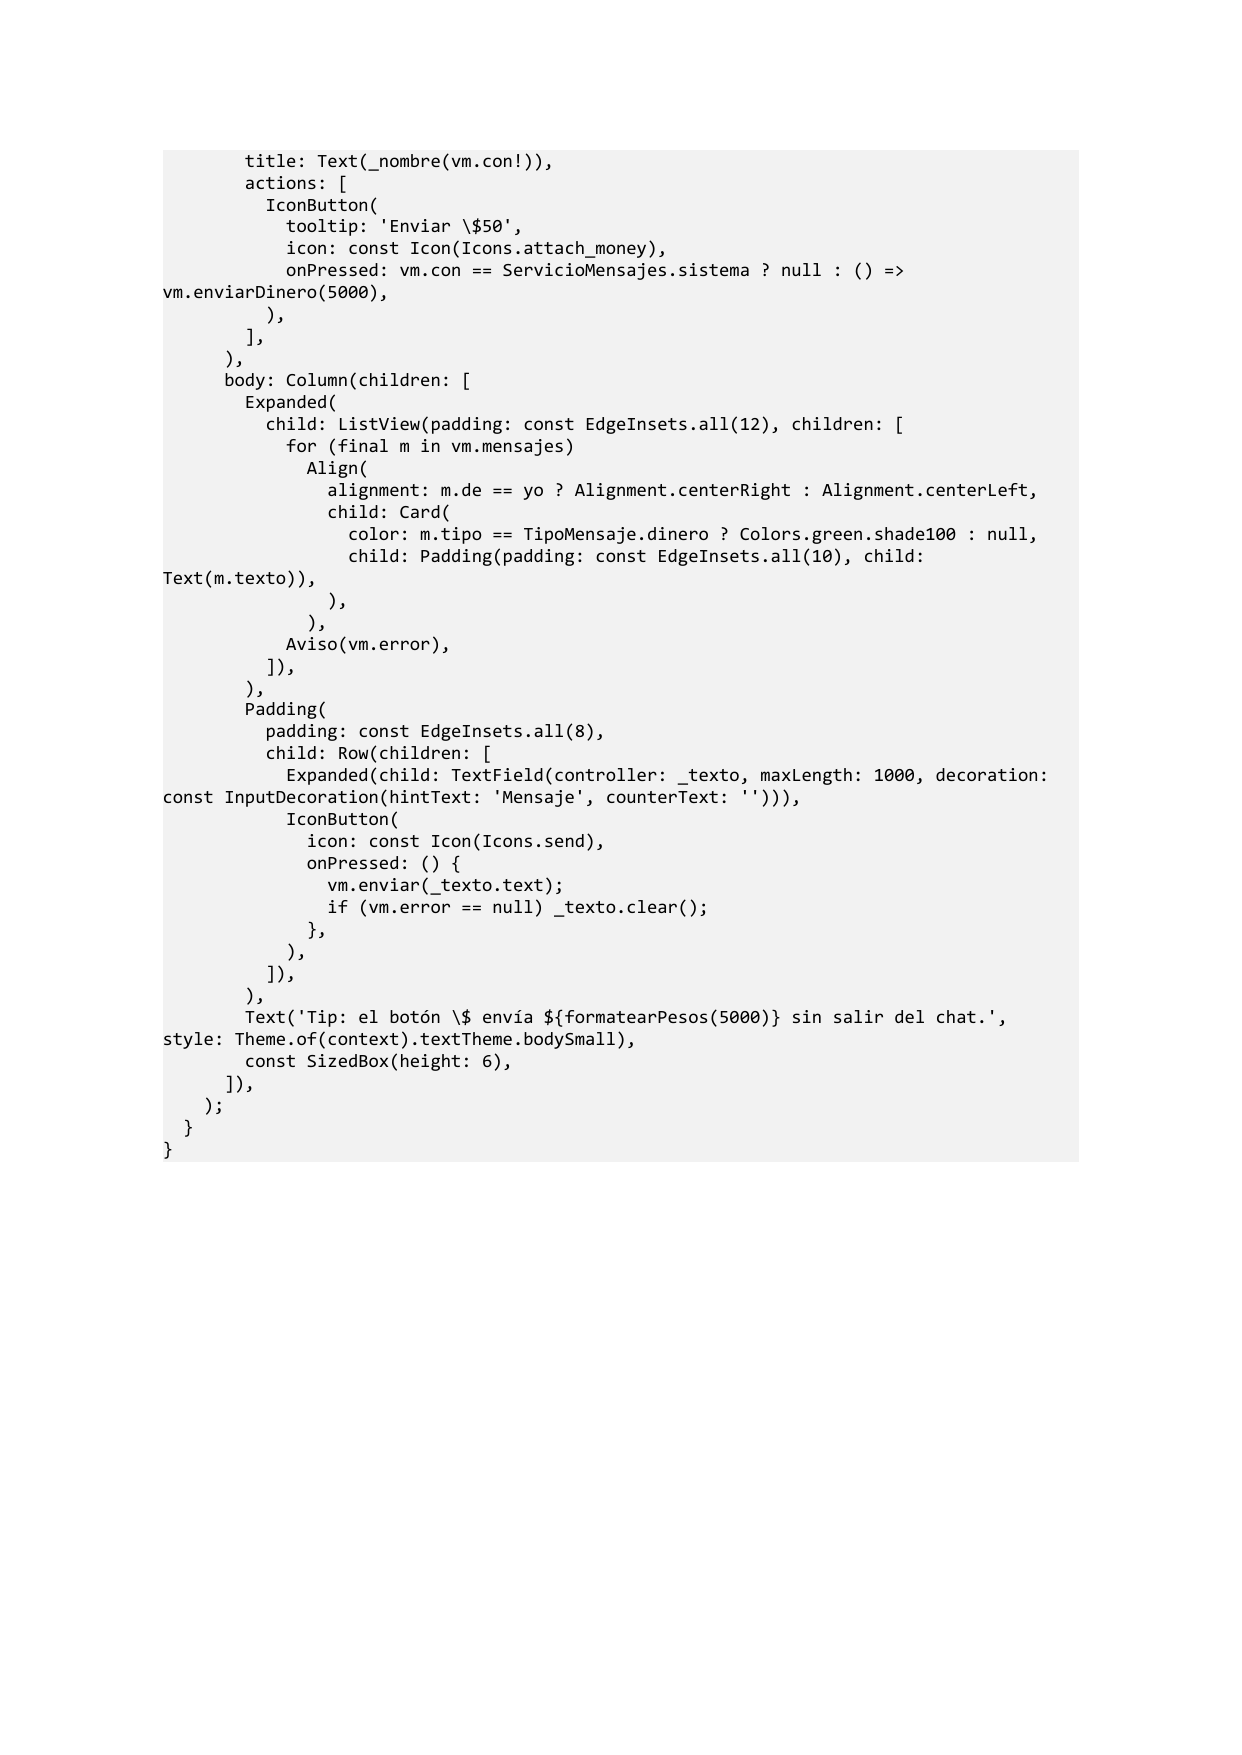 title: Text(_nombre(vm.con!)),
        actions: [
          IconButton(
            tooltip: 'Enviar \$50',
            icon: const Icon(Icons.attach_money),
            onPressed: vm.con == ServicioMensajes.sistema ? null : () =>
vm.enviarDinero(5000),
          ),
        ],
      ),
      body: Column(children: [
        Expanded(
          child: ListView(padding: const EdgeInsets.all(12), children: [
            for (final m in vm.mensajes)
              Align(
                alignment: m.de == yo ? Alignment.centerRight : Alignment.centerLeft,
                child: Card(
                  color: m.tipo == TipoMensaje.dinero ? Colors.green.shade100 : null,
                  child: Padding(padding: const EdgeInsets.all(10), child:
Text(m.texto)),
                ),
              ),
            Aviso(vm.error),
          ]),
        ),
        Padding(
          padding: const EdgeInsets.all(8),
          child: Row(children: [
            Expanded(child: TextField(controller: _texto, maxLength: 1000, decoration:
const InputDecoration(hintText: 'Mensaje', counterText: ''))),
            IconButton(
              icon: const Icon(Icons.send),
              onPressed: () {
                vm.enviar(_texto.text);
                if (vm.error == null) _texto.clear();
              },
            ),
          ]),
        ),
        Text('Tip: el botón \$ envía ${formatearPesos(5000)} sin salir del chat.',
style: Theme.of(context).textTheme.bodySmall),
        const SizedBox(height: 6),
      ]),
    );
  }
}